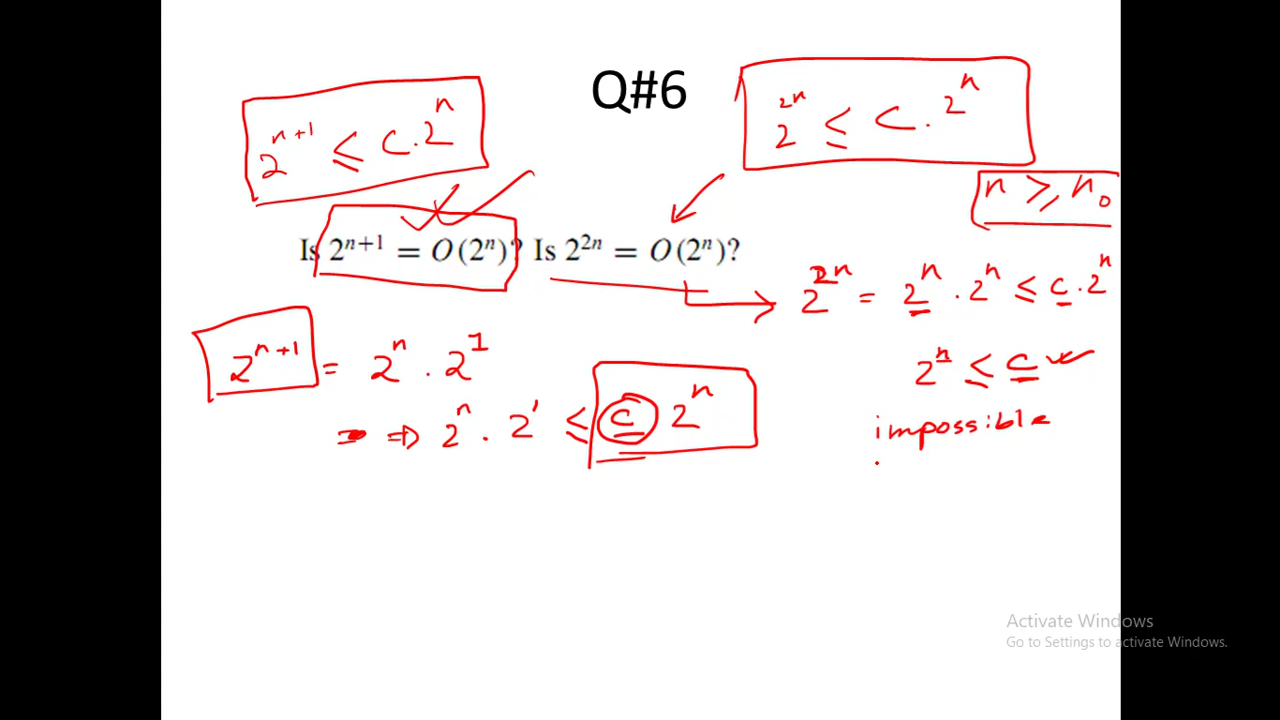 Q#6
2^{n+1} ≤ c.2^n
2^{2n} ≤ c.2^n
n ≥ n₀
Is 2^{n+1} = O(2^n)? Is 2^{2n} = O(2^n)?
2^{2n} = 2^n . 2^n ≤ c.2^n
2^n ≤ c
impossible
2^{n+1} = 2^n . 2^1
⇒ 2^n . 2^1 ≤ c 2^n
Activate Windows
Go to Settings to activate Windows.